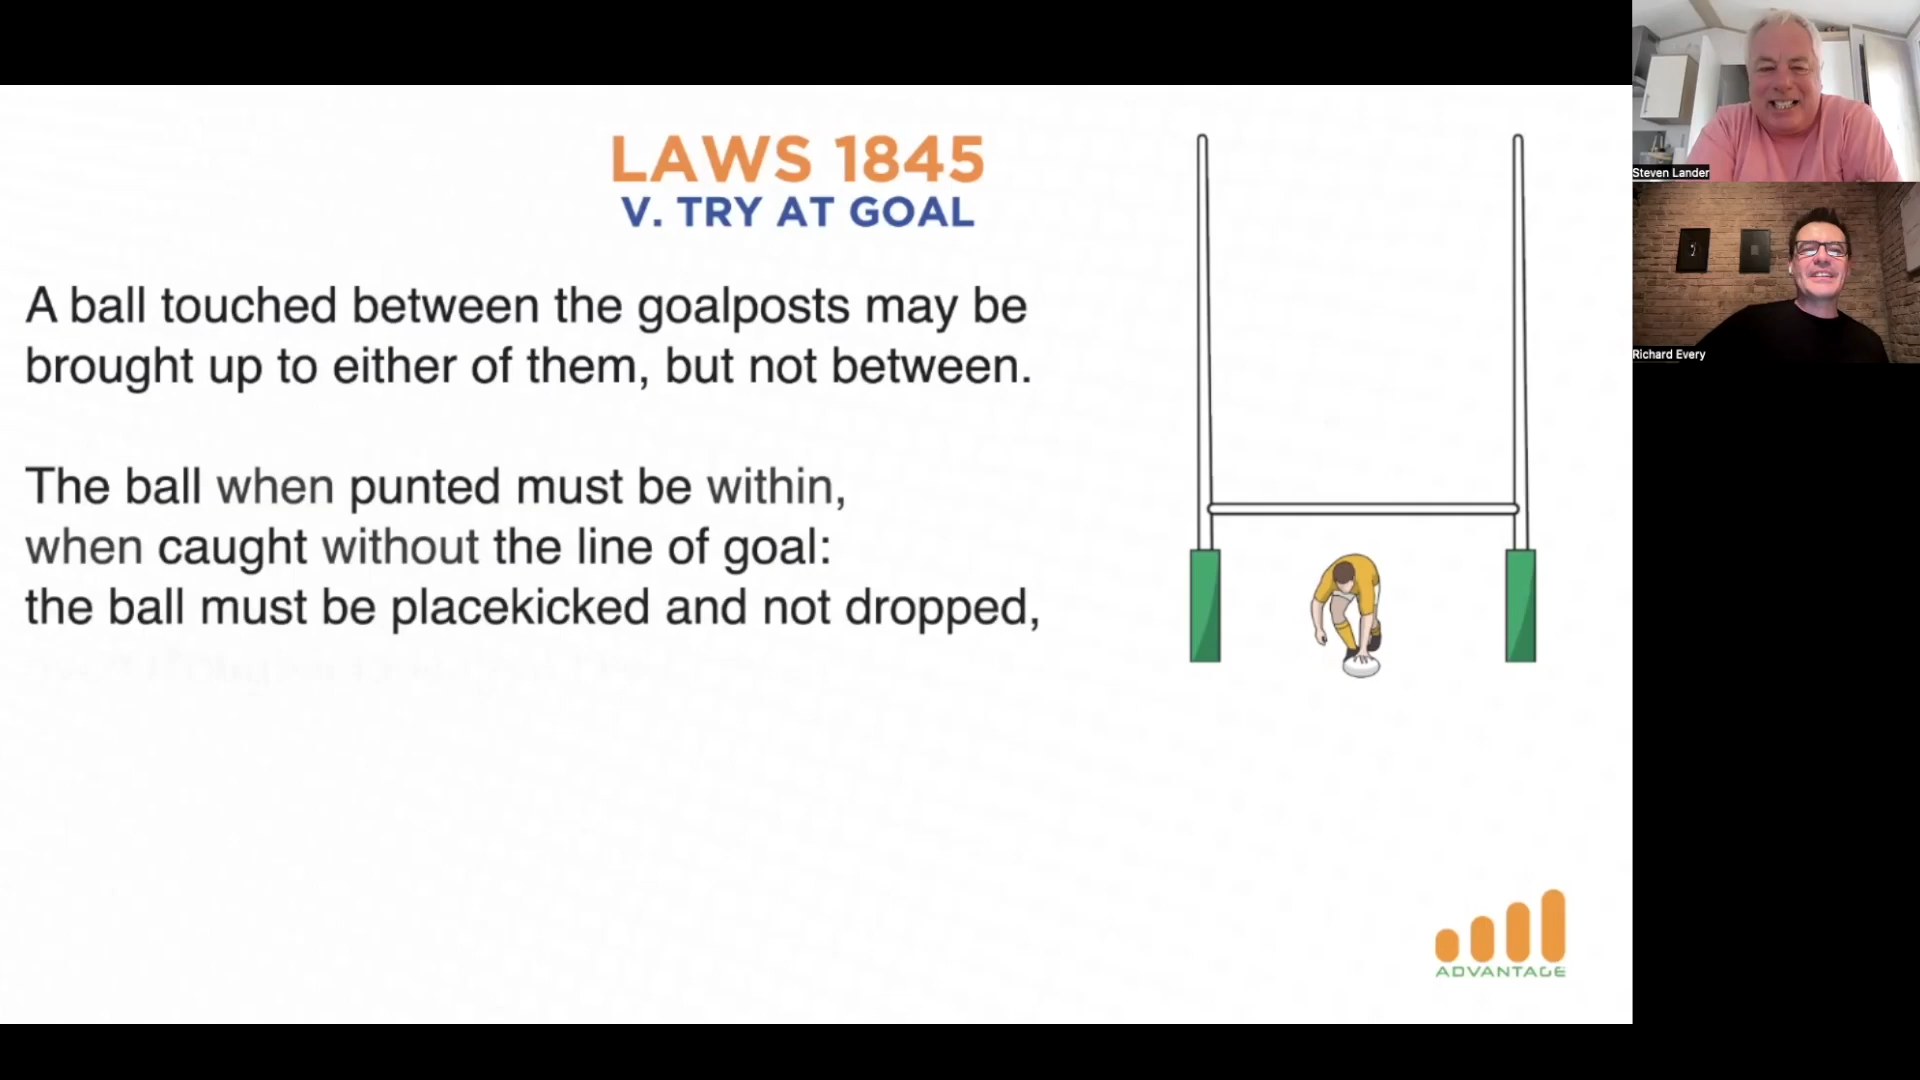 LAWS 1845
V. TRY AT GOAL
A ball touched between the goalposts may be
brought up to either of them, but not between.
The ball when punted must be within,
when caught without the line of goal:
the ball must be placekicked and not dropped,
ADVANTAGE
Steven Lander
Richard Every